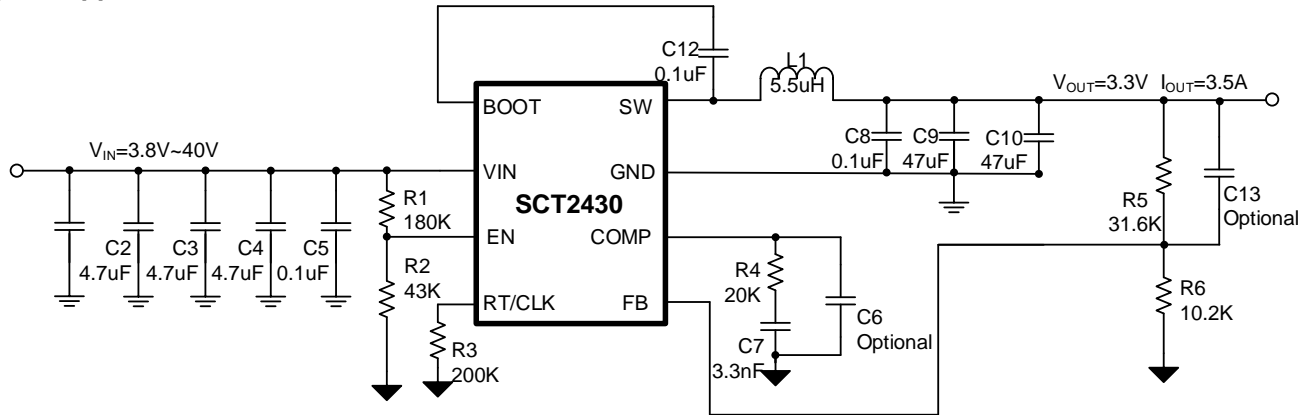 C12
0.1uF
L1
5.5uH
BOOT
SW
V_OUT=3.3V I_OUT=3.5A
C8
0.1uF
C9
47uF
C10
47uF
V_IN=3.8V~40V
VIN
GND
SCT2430
R1
180K
R5
31.6K
C13
Optional
C2
4.7uF
C3
4.7uF
C4
4.7uF
C5
0.1uF
EN
COMP
R2
43K
R4
20K
RT/CLK
FB
C6
Optional
R6
10.2K
R3
200K
C7
3.3nF